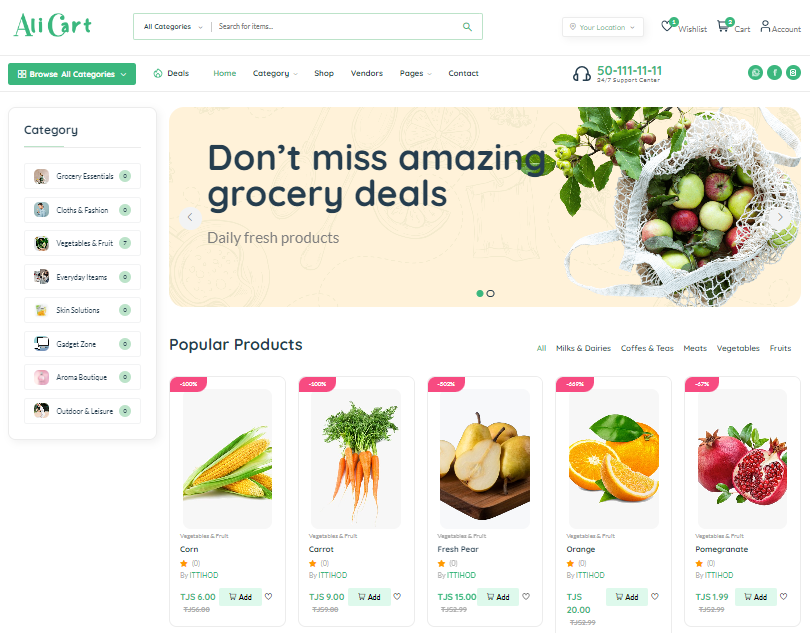 Ali Cart
All Categories
Search for items...
Your Location
1
Wishlist
2
Cart
Account
Browse All Categories
Deals
Home
Category
Shop
Vendors
Pages
Contact
50-111-11-11
24/7 Support Center
Category
Grocery Essentials 0
Cloths & Fashion 0
Vegetables & Fruit 7
Everyday Iteams 0
Skin Solutions 0
Gadget Zone 0
Aroma Boutique 0
Outdoor & Leisure 0
Don't miss amazing
grocery deals
Daily fresh products
Popular Products
All Milks & Dairies Coffes & Teas Meats Vegetables Fruits
-100%
Vegetables & Fruit
Corn
(0)
By ITTIHOD
TJS 6.00 Add
TJS6.00
-100%
Vegetables & Fruit
Carrot
(0)
By ITTIHOD
TJS 9.00 Add
TJS9.00
-502%
Vegetables & Fruit
Fresh Pear
(0)
By ITTIHOD
TJS 15.00 Add
TJS2.99
-669%
Vegetables & Fruit
Orange
(0)
By ITTIHOD
TJS
20.00
Add
TJS2.99
-67%
Vegetables & Fruit
Pomegranate
(0)
By ITTIHOD
TJS 1.99 Add
TJS2.99